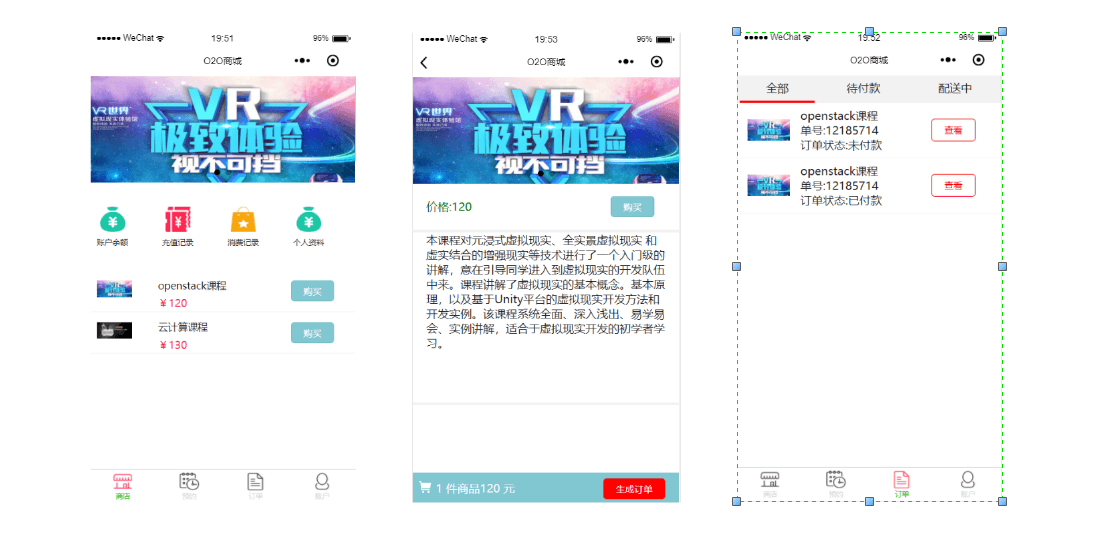 WeChat
19:51
96%
O2O商城
VR世界
虚拟现实体验馆
VR
极致体验
视不可挡
账户余额
充值记录
消费记录
个人资料
openstack课程
￥120
购买
云计算课程
￥130
购买
商店
预约
订单
账户
WeChat
19:53
96%
O2O商城
VR世界
VR
极致体验
视不可挡
价格:120
购买
本课程对沉浸式虚拟现实、全实景虚拟现实 和
虚实结合的增强现实等技术进行了一个入门级的
讲解，意在引导同学进入到虚拟现实的开发队伍
中来。课程讲解了虚拟现实的基本概念。基本原
理，以及基于Unity平台的虚拟现实开发方法和
开发实例。该课程系统全面、深入浅出、易学易
会、实例讲解，适合于虚拟现实开发的初学者学
习。
1 件商品120 元
生成订单
WeChat
19:52
96%
O2O商城
全部
待付款
配送中
openstack课程
单号:12185714
订单状态:未付款
查看
openstack课程
单号:12185714
订单状态:已付款
查看
商店
预约
订单
账户